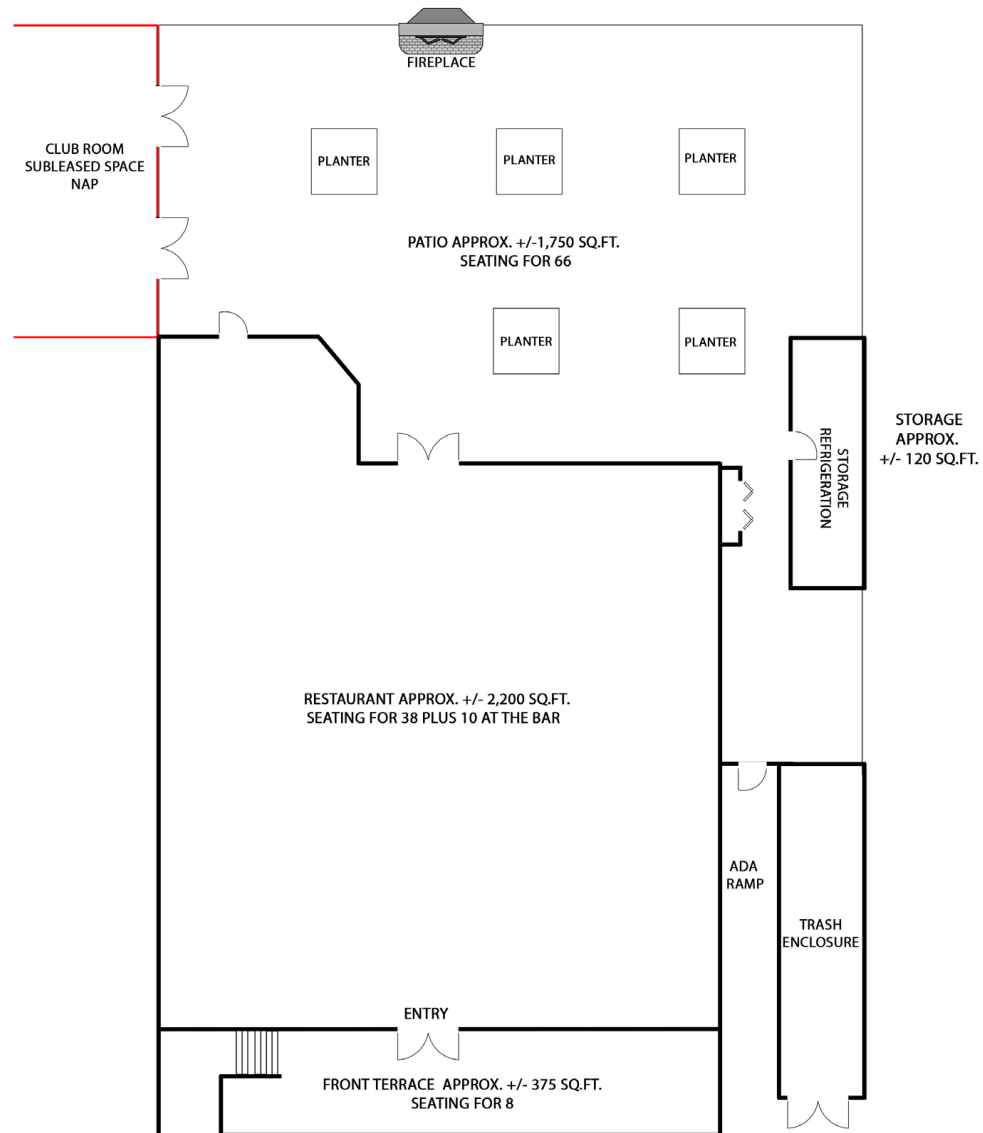 FIREPLACE
CLUB ROOM
SUBLEASED SPACE
NAP
PLANTER
PLANTER
PLANTER
PATIO APPROX. +/-1,750 SQ.FT.
SEATING FOR 66
PLANTER
PLANTER
STORAGE
REFRIGERATION
STORAGE
APPROX.
+/- 120 SQ.FT.
RESTAURANT APPROX. +/- 2,200 SQ.FT.
SEATING FOR 38 PLUS 10 AT THE BAR
ADA
RAMP
TRASH
ENCLOSURE
ENTRY
FRONT TERRACE APPROX. +/- 375 SQ.FT.
SEATING FOR 8